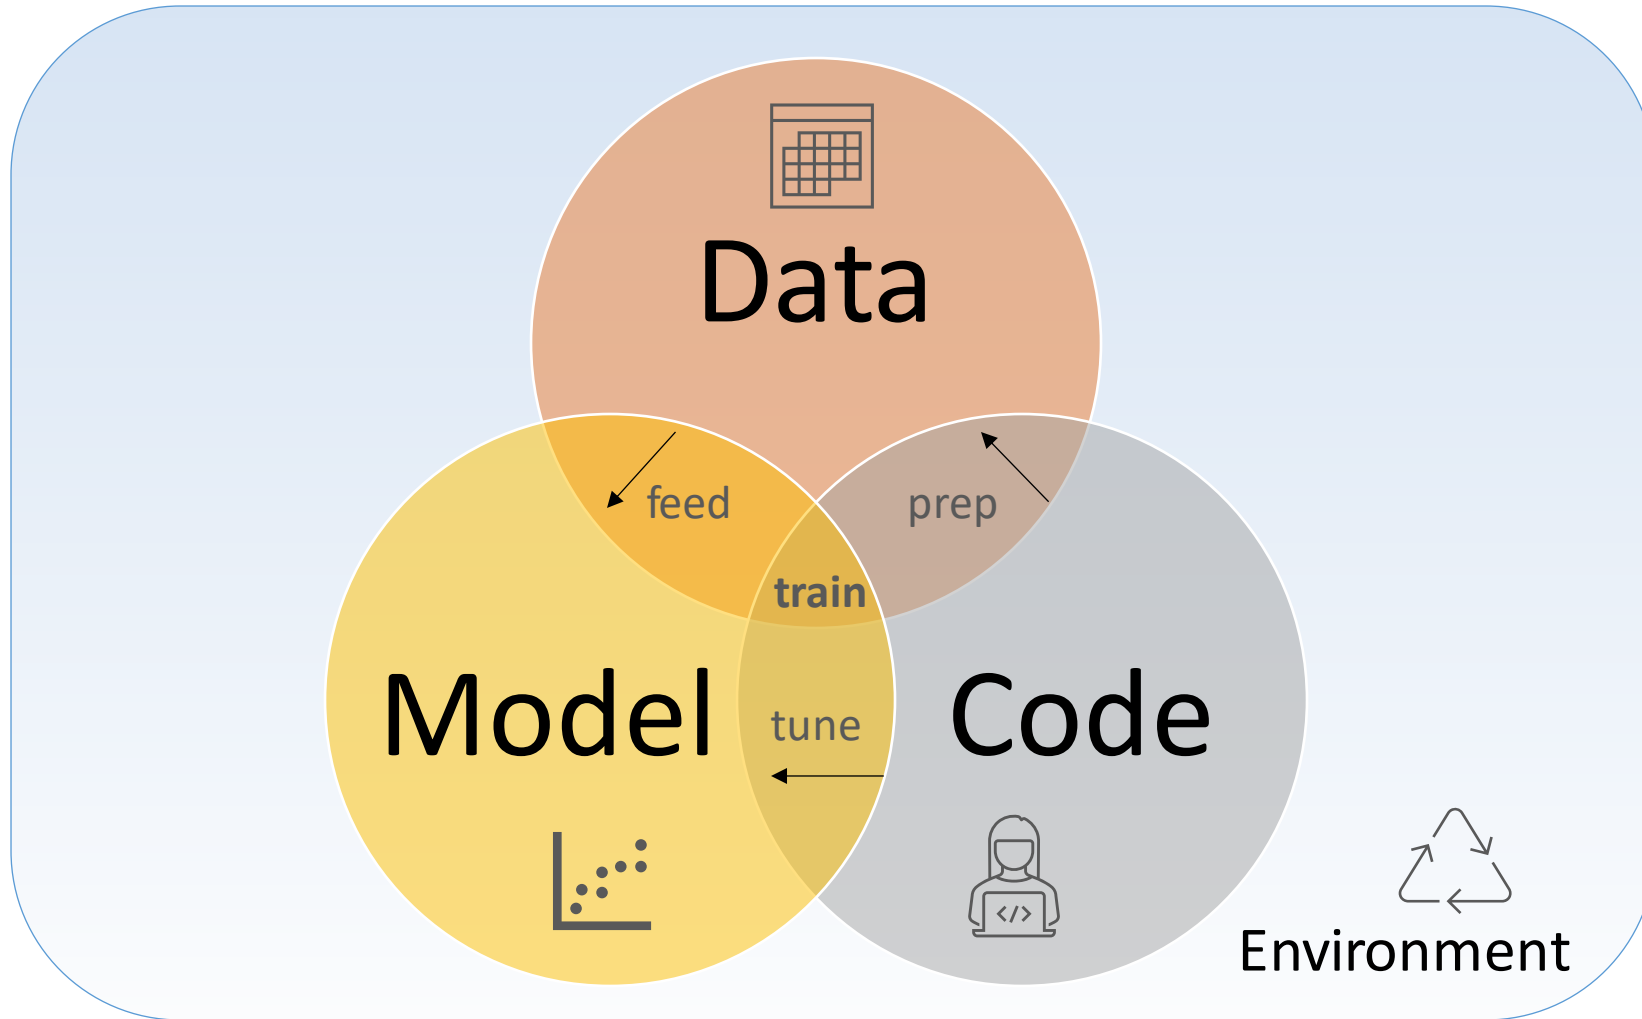 Data
feed
prep
train
Model
tune
Code
</>
Environment